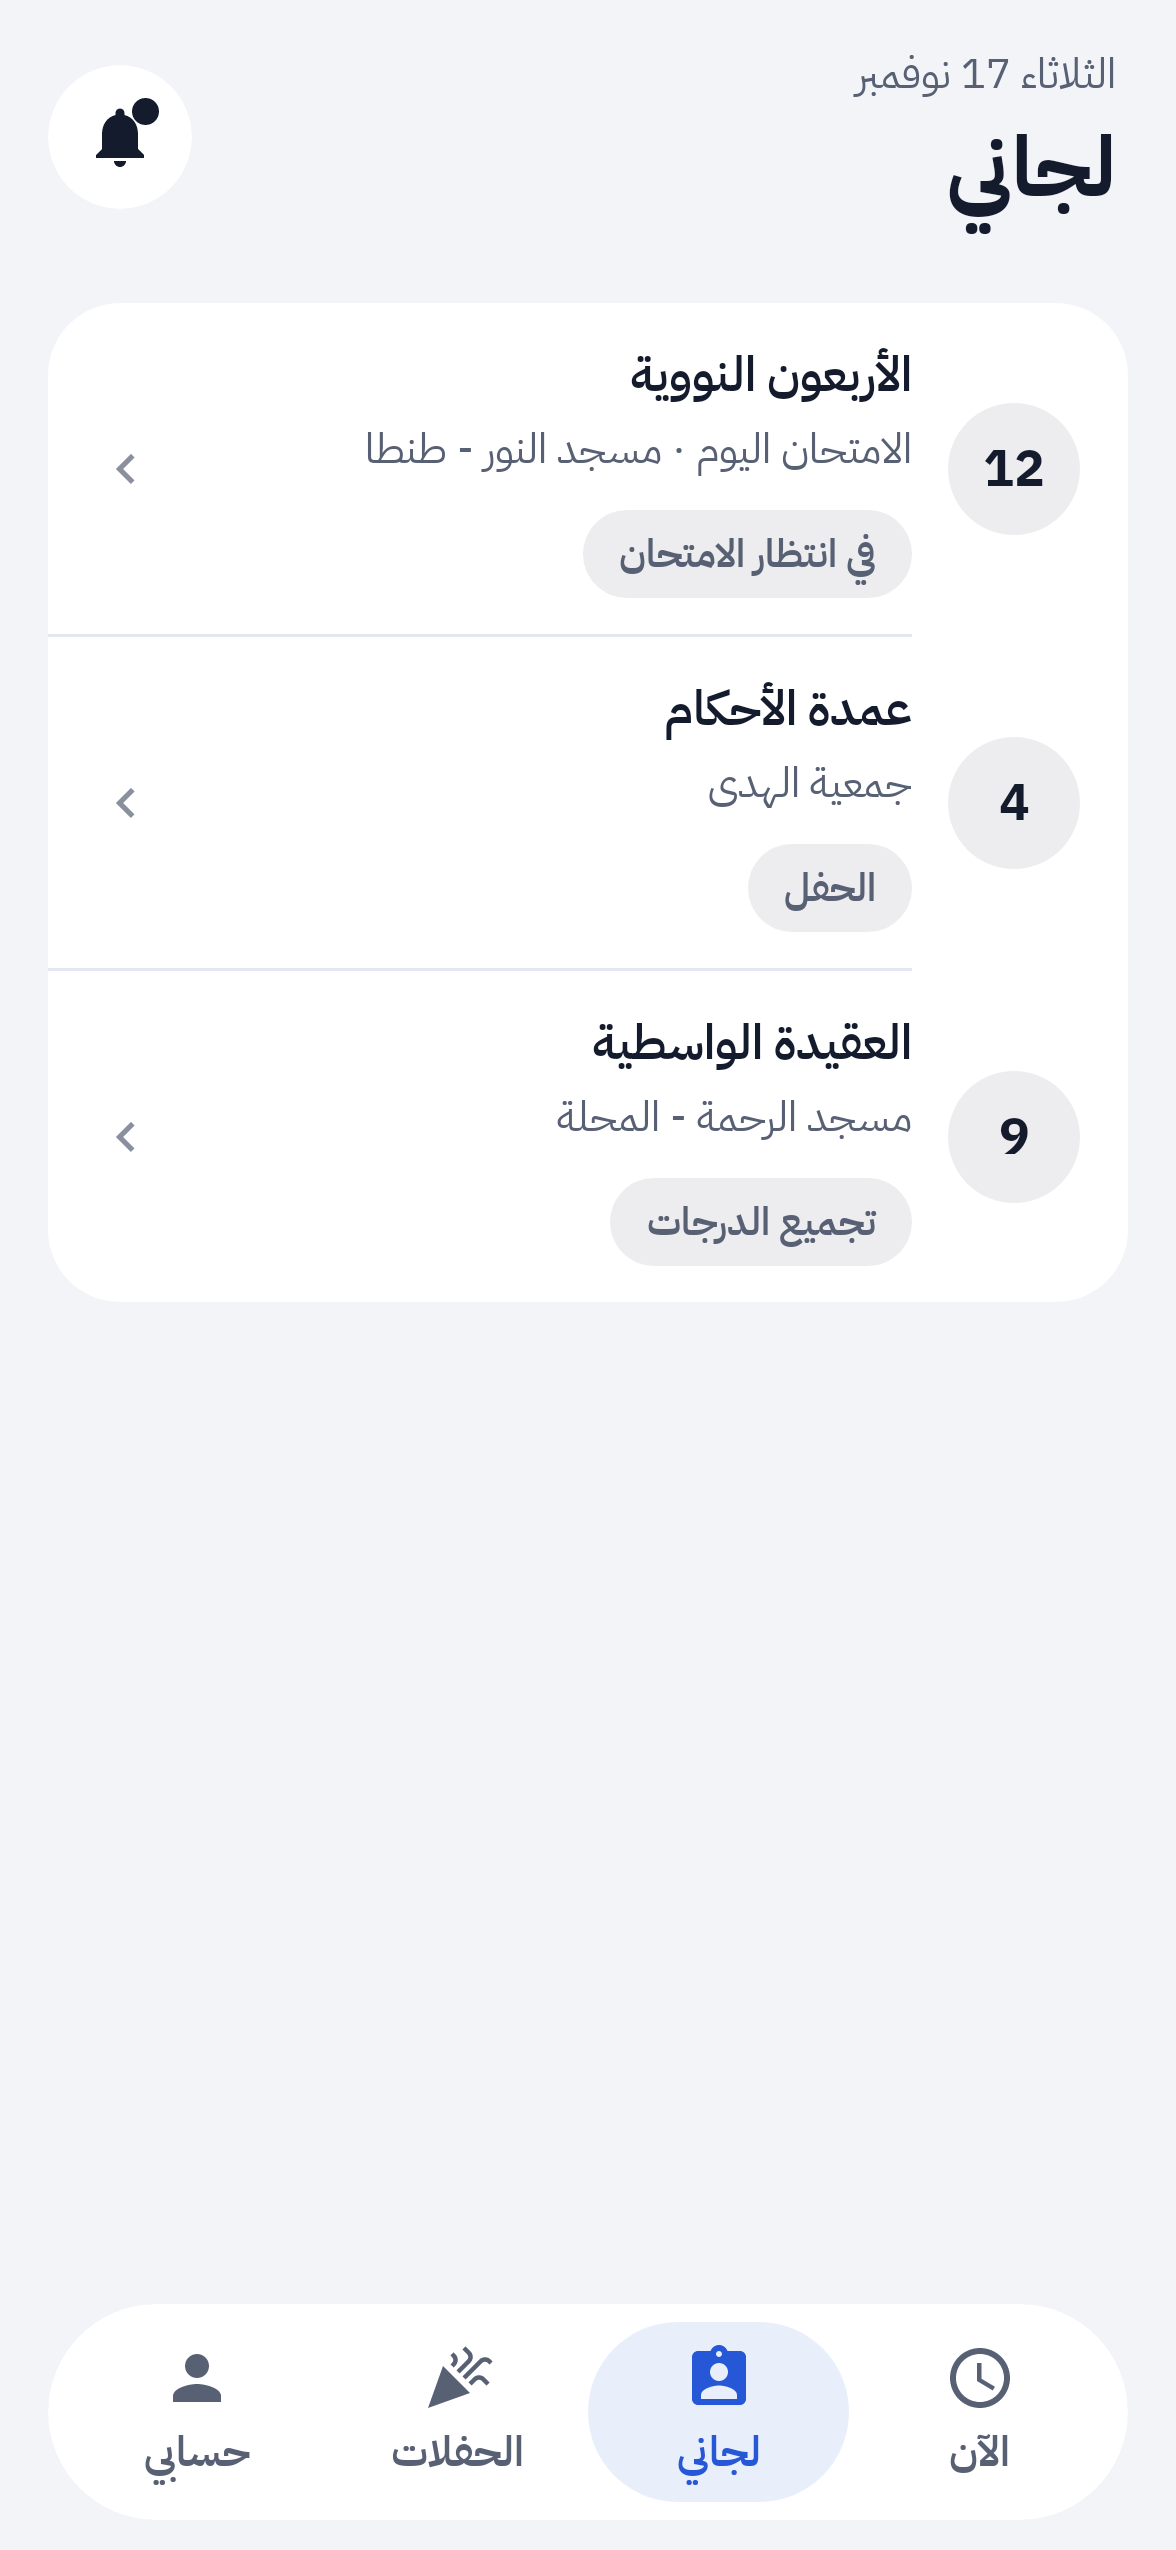 الثلاثاء 17 نوفمبر
لجاني
12
الأربعون النووية
الامتحان اليوم · مسجد النور - طنطا
في انتظار الامتحان
4
عمدة الأحكام
جمعية الهدى
الحفل
9
العقيدة الواسطية
مسجد الرحمة - المحلة
تجميع الدرجات
الآن
لجاني
الحفلات
حسابي